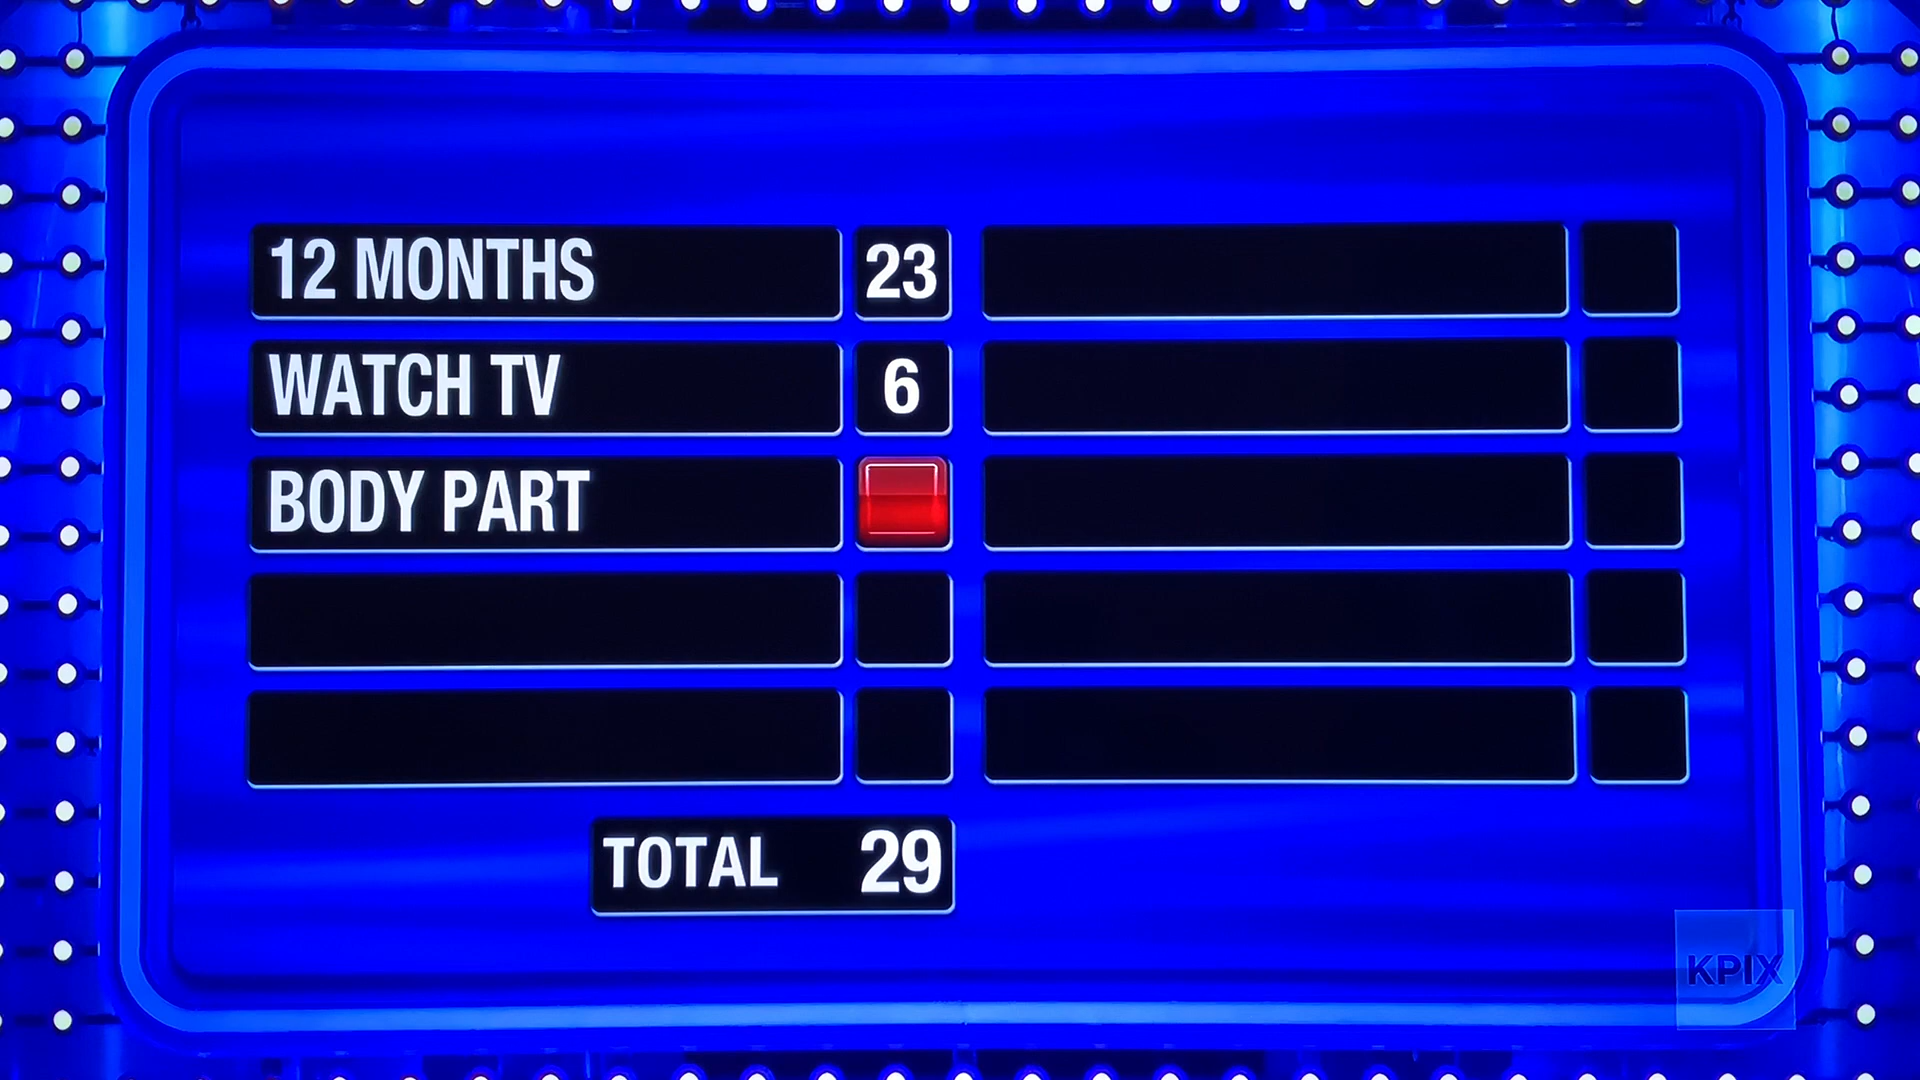 12 MONTHS 23
WATCH TV 6
BODY PART
TOTAL 29
KPIX